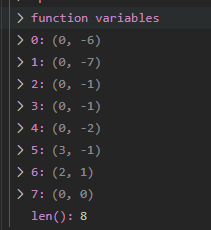 > function variables
> 0: (0, -6)
> 1: (0, -7)
> 2: (0, -1)
> 3: (0, -1)
> 4: (0, -2)
> 5: (3, -1)
> 6: (2, 1)
> 7: (0, 0)
len(): 8